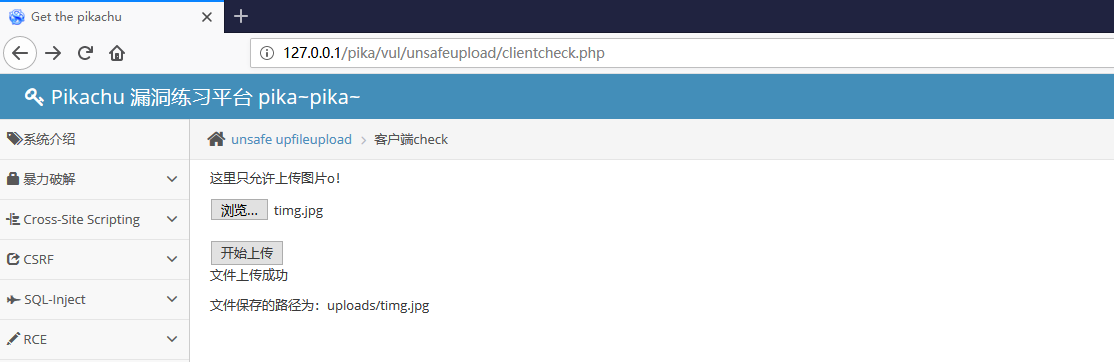 Get the pikachu
127.0.0.1/pika/vul/unsafeupload/clientcheck.php
Pikachu 漏洞练习平台 pika~pika~
系统介绍
暴力破解
Cross-Site Scripting
CSRF
SQL-Inject
RCE
unsafe upfileupload > 客户端check
这里只允许上传图片o！
浏览... timg.jpg
开始上传
文件上传成功
文件保存的路径为：uploads/timg.jpg